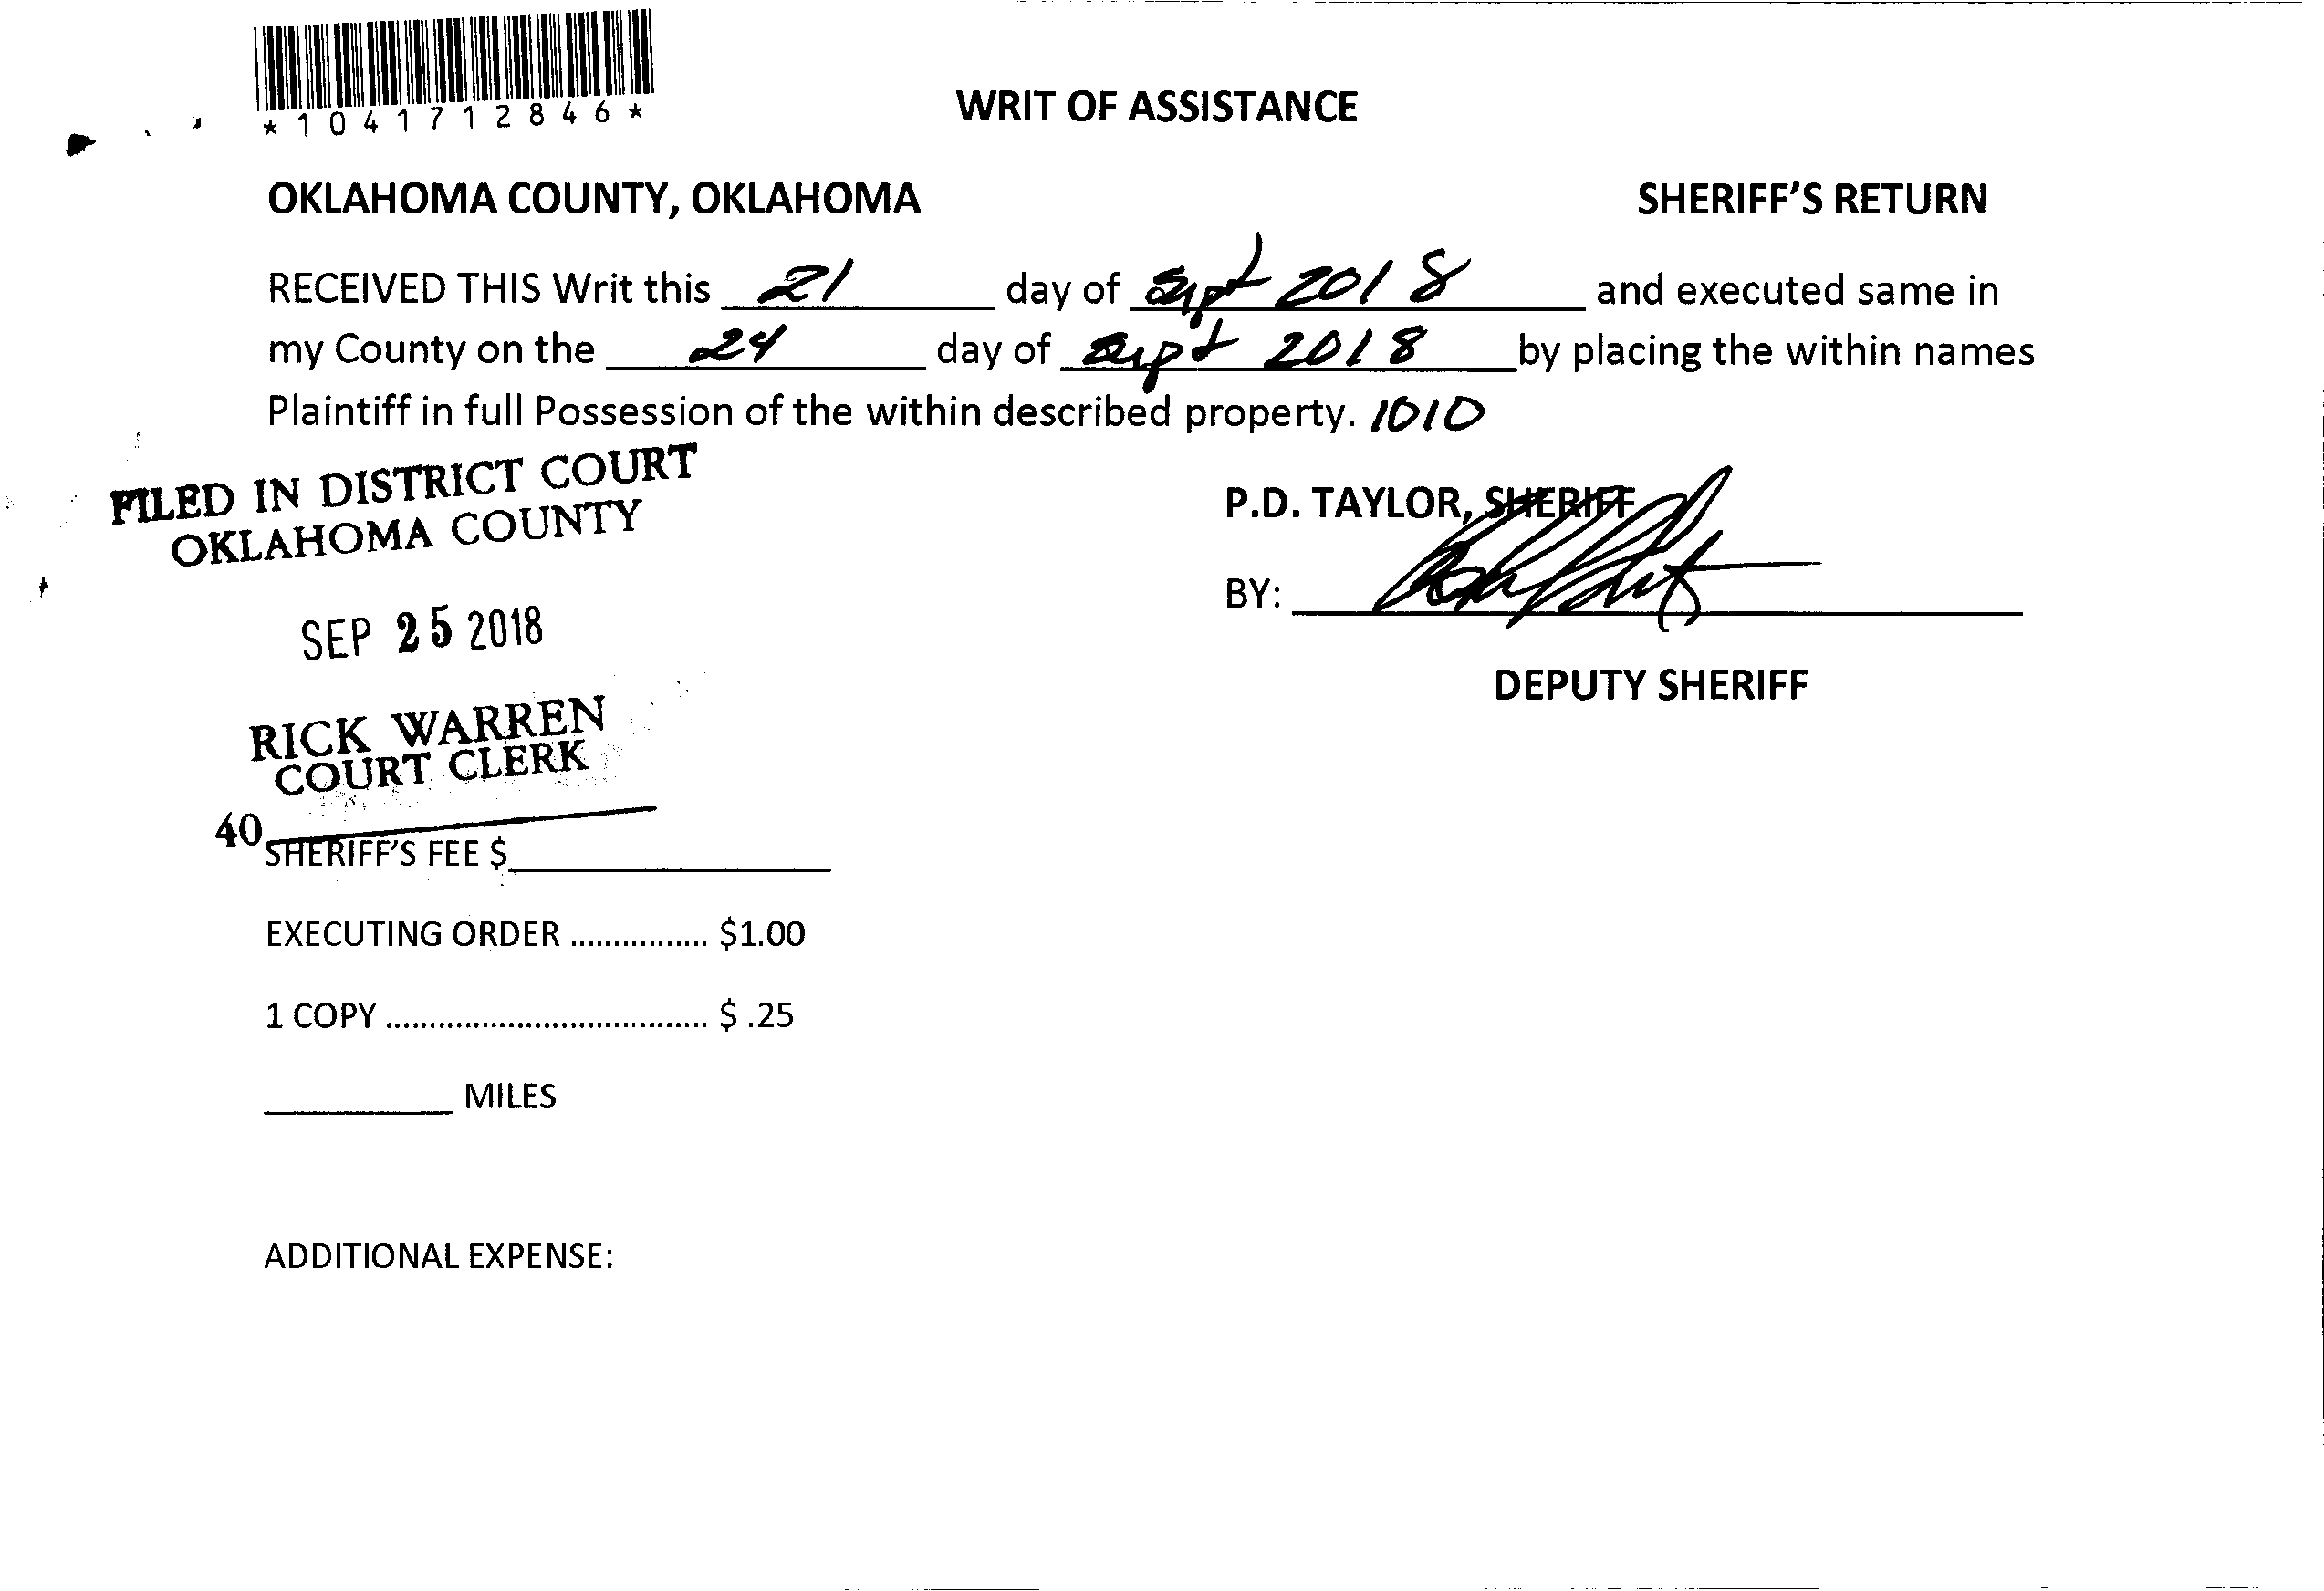 *1041712846*
WRIT OF ASSISTANCE
OKLAHOMA COUNTY, OKLAHOMA SHERIFF'S RETURN
RECEIVED THIS Writ this 21 day of Sept 2018 and executed same in
my County on the 24 day of Sept 2018 by placing the within names
Plaintiff in full Possession of the within described property. 1010
FILED IN DISTRICT COURT
OKLAHOMA COUNTY
P.D. TAYLOR, SHERIFF
BY:
SEP 25 2018
DEPUTY SHERIFF
RICK WARREN
COURT CLERK
40
SHERIFF'S FEE $
EXECUTING ORDER ................ $1.00
1 COPY ..................................... $ .25
MILES
ADDITIONAL EXPENSE: